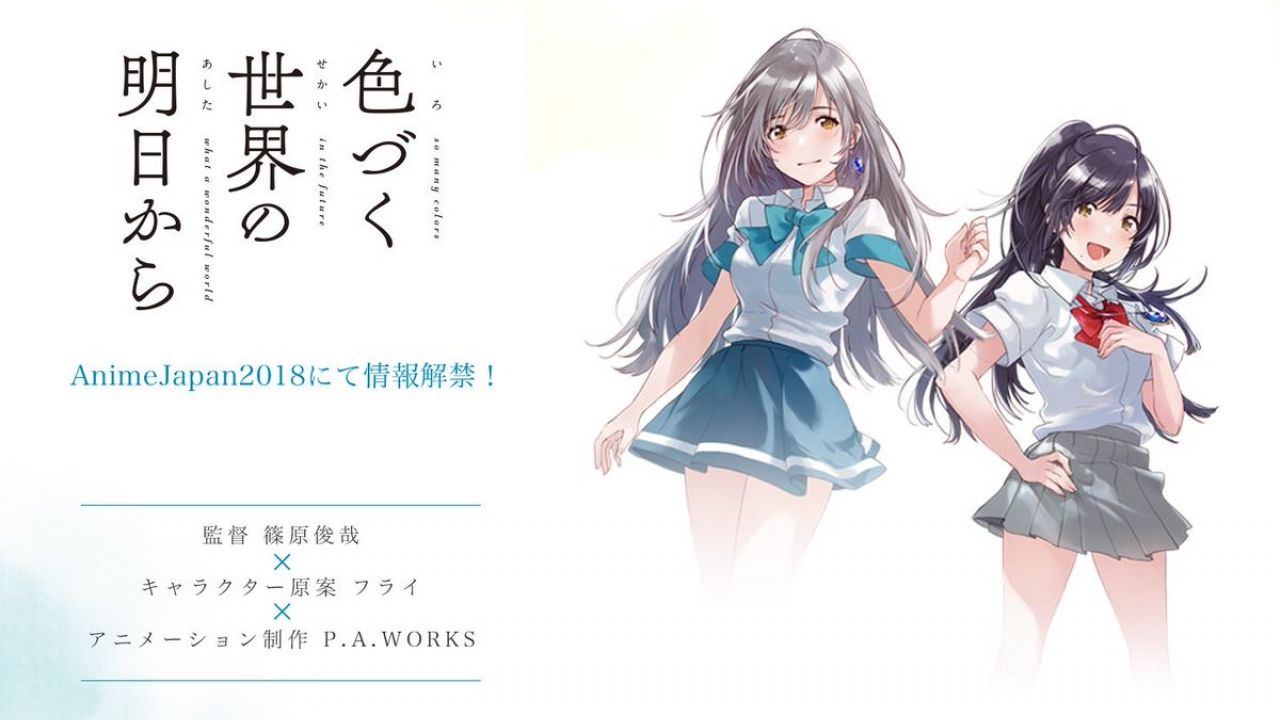 色づく
いろ
so many colors
世界の
せかい
in the future
明日から
あした
what a wonderful world
AnimeJapan2018にて情報解禁！
監督 篠原俊哉
×
キャラクター原案 フライ
×
アニメーション制作 P.A.WORKS